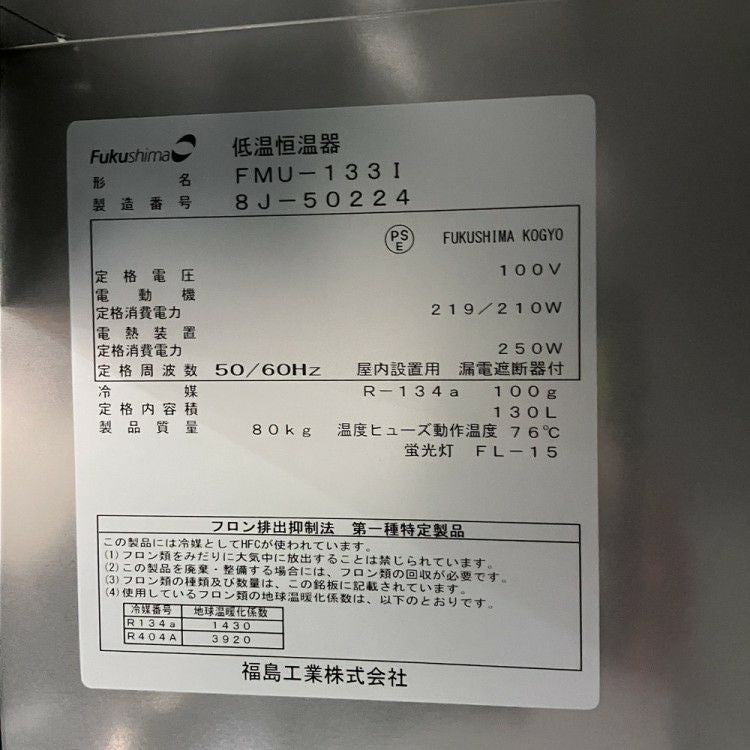 Fukushima 低温恒温器
形名 FMU-133I
製造番号 8J-50224
PSE FUKUSHIMA KOGYO
定格電圧 100V
電動機
定格消費電力 219/210W
電熱装置
定格消費電力 250W
定格周波数 50/60Hz 屋内設置用 漏電遮断器付
冷媒 R-134a 100g
定格内容積 130L
製品質量 80kg 温度ヒューズ動作温度 76℃
蛍光灯 FL-15
フロン排出抑制法 第一種特定製品
この製品には冷媒としてHFCが使われています。
(1)フロン類をみだりに大気中に放出することは禁じられています。
(2)この製品を廃棄・整備する場合には、フロン類の回収が必要です。
(3)フロン類の種類及び数量は、この銘板に記載されています。
(4)使用しているフロン類の地球温暖化係数は、以下のとおりです。
冷媒番号 地球温暖化係数
R134a 1430
R404A 3920
福島工業株式会社